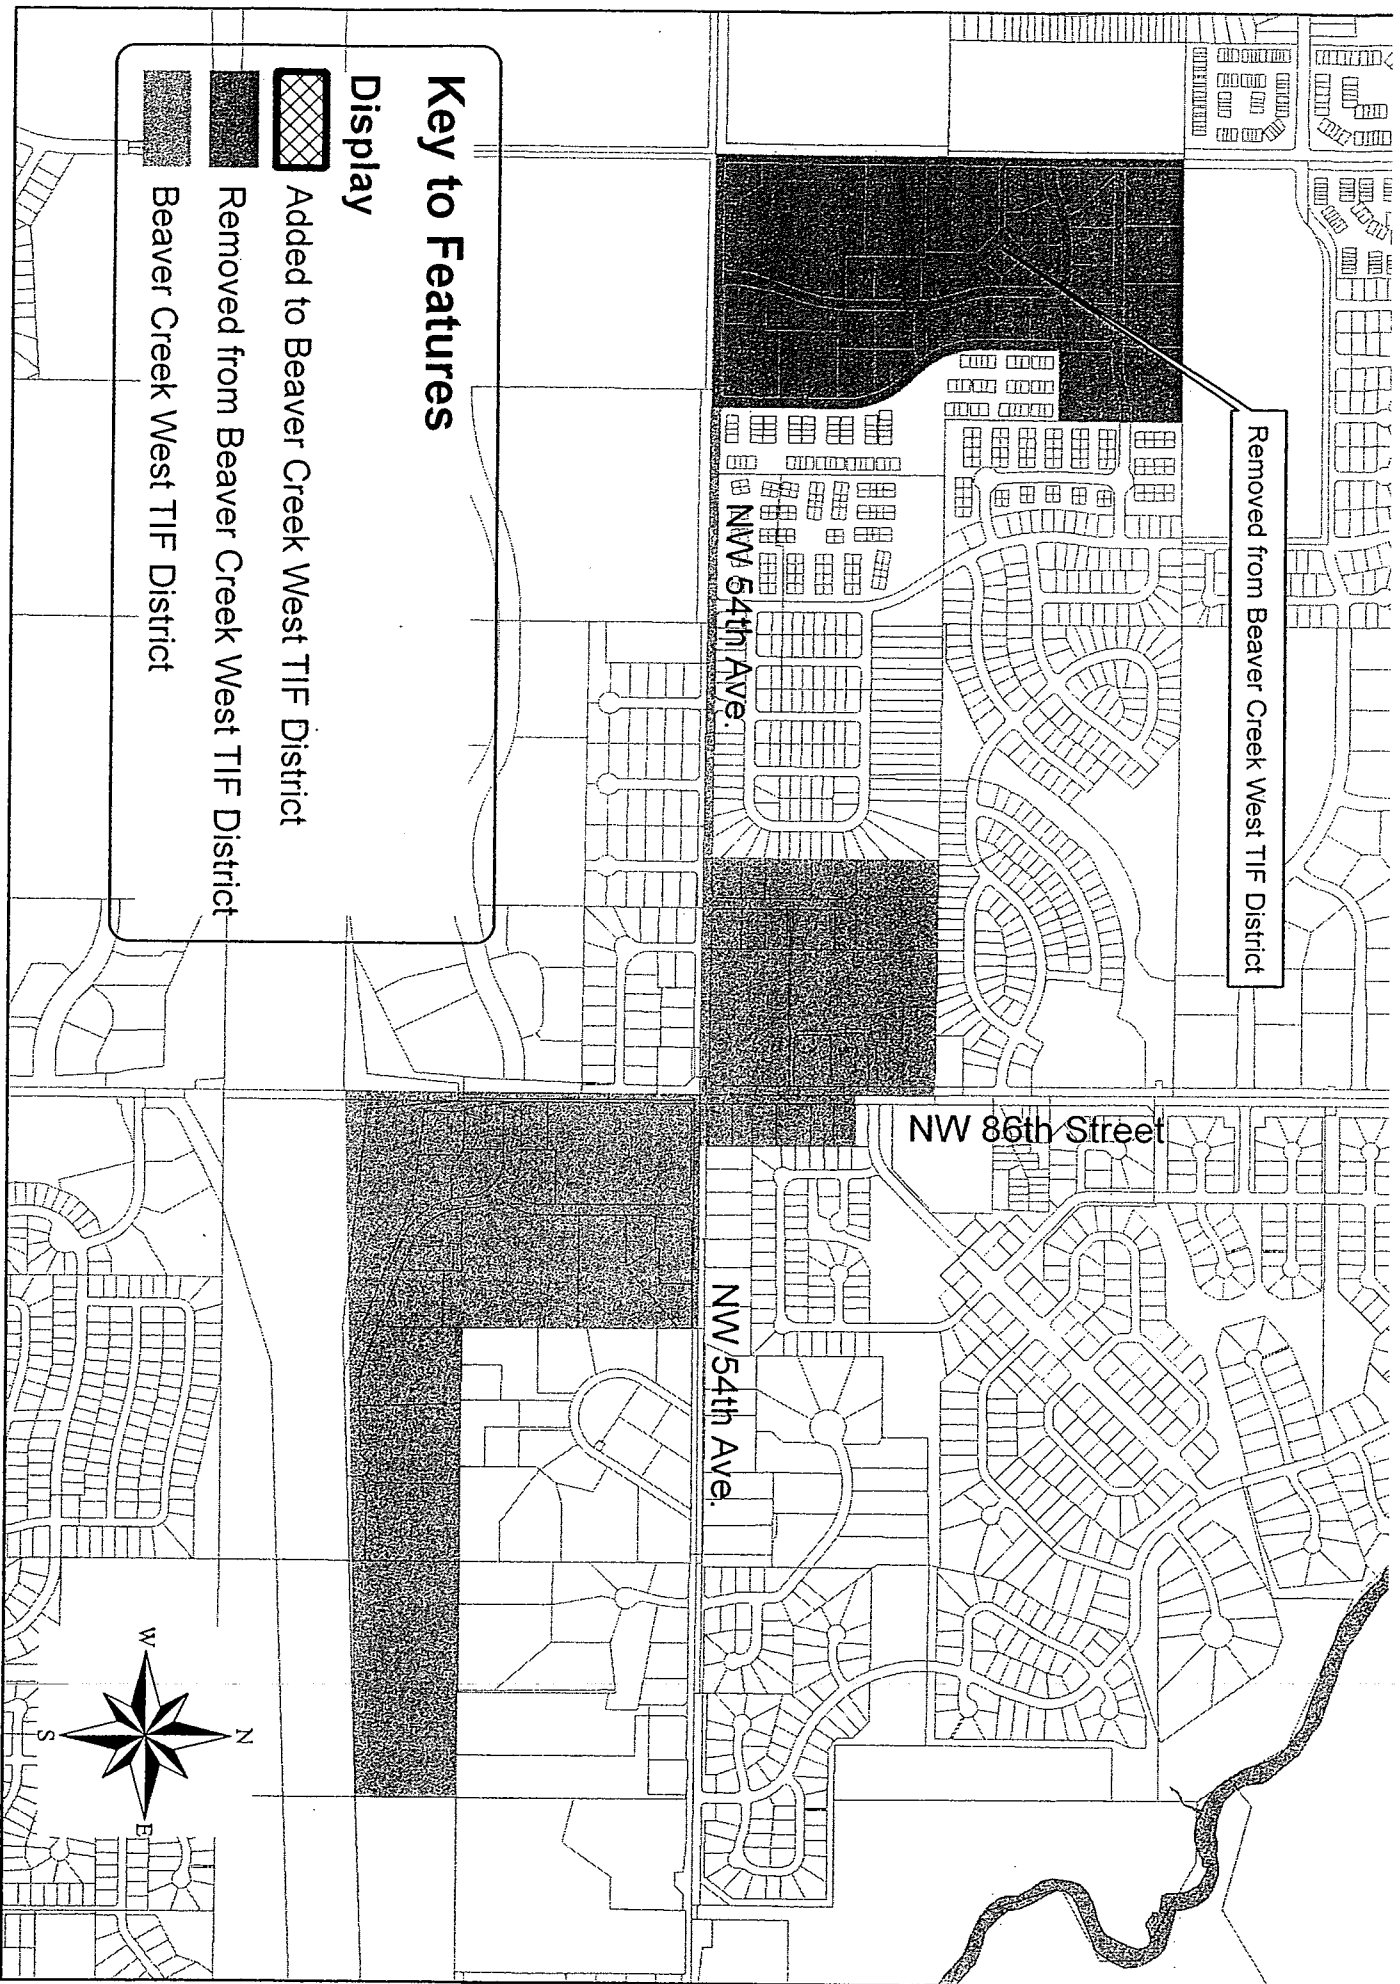 Removed from Beaver Creek West TIF District
NW 86th Street
NW 54th Ave.
NW 54th Ave.
Key to Features
Display
Added to Beaver Creek West TIF District
Removed from Beaver Creek West TIF District
Beaver Creek West TIF District
N
W
E
S